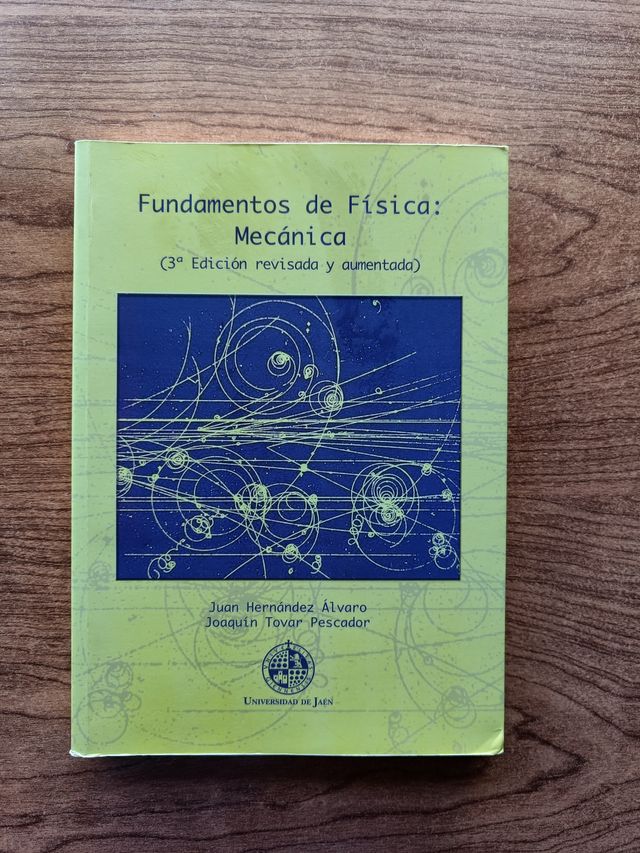 Fundamentos de Física:
Mecánica
(3ª Edición revisada y aumentada)
Juan Hernández Álvaro
Joaquín Tovar Pescador
UNIVERSIDAD DE JAÉN